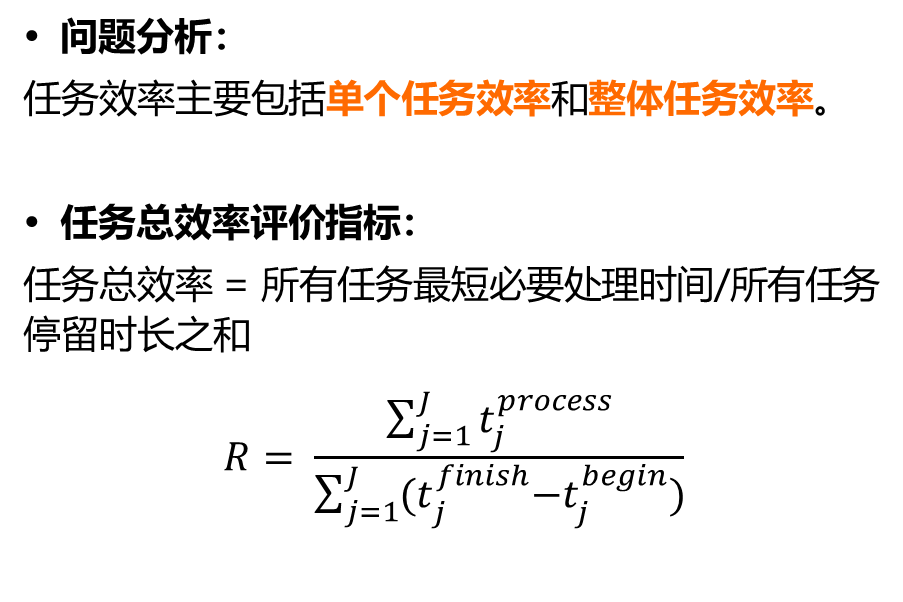 • 问题分析：
任务效率主要包括单个任务效率和整体任务效率。
• 任务总效率评价指标：
任务总效率 = 所有任务最短必要处理时间/所有任务
停留时长之和
R = \frac{\sum_{j=1}^{J} t_j^{process}}{\sum_{j=1}^{J} (t_j^{finish} - t_j^{begin})}